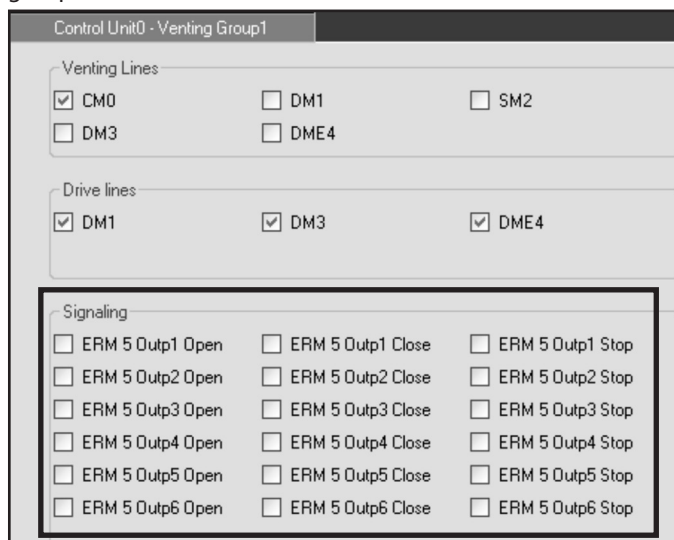 Control Unit0 - Venting Group1
Venting Lines
CM0 DM1 SM2
DM3 DME4
Drive lines
DM1 DM3 DME4
Signaling
ERM 5 Outp1 Open ERM 5 Outp1 Close ERM 5 Outp1 Stop
ERM 5 Outp2 Open ERM 5 Outp2 Close ERM 5 Outp2 Stop
ERM 5 Outp3 Open ERM 5 Outp3 Close ERM 5 Outp3 Stop
ERM 5 Outp4 Open ERM 5 Outp4 Close ERM 5 Outp4 Stop
ERM 5 Outp5 Open ERM 5 Outp5 Close ERM 5 Outp5 Stop
ERM 5 Outp6 Open ERM 5 Outp6 Close ERM 5 Outp6 Stop